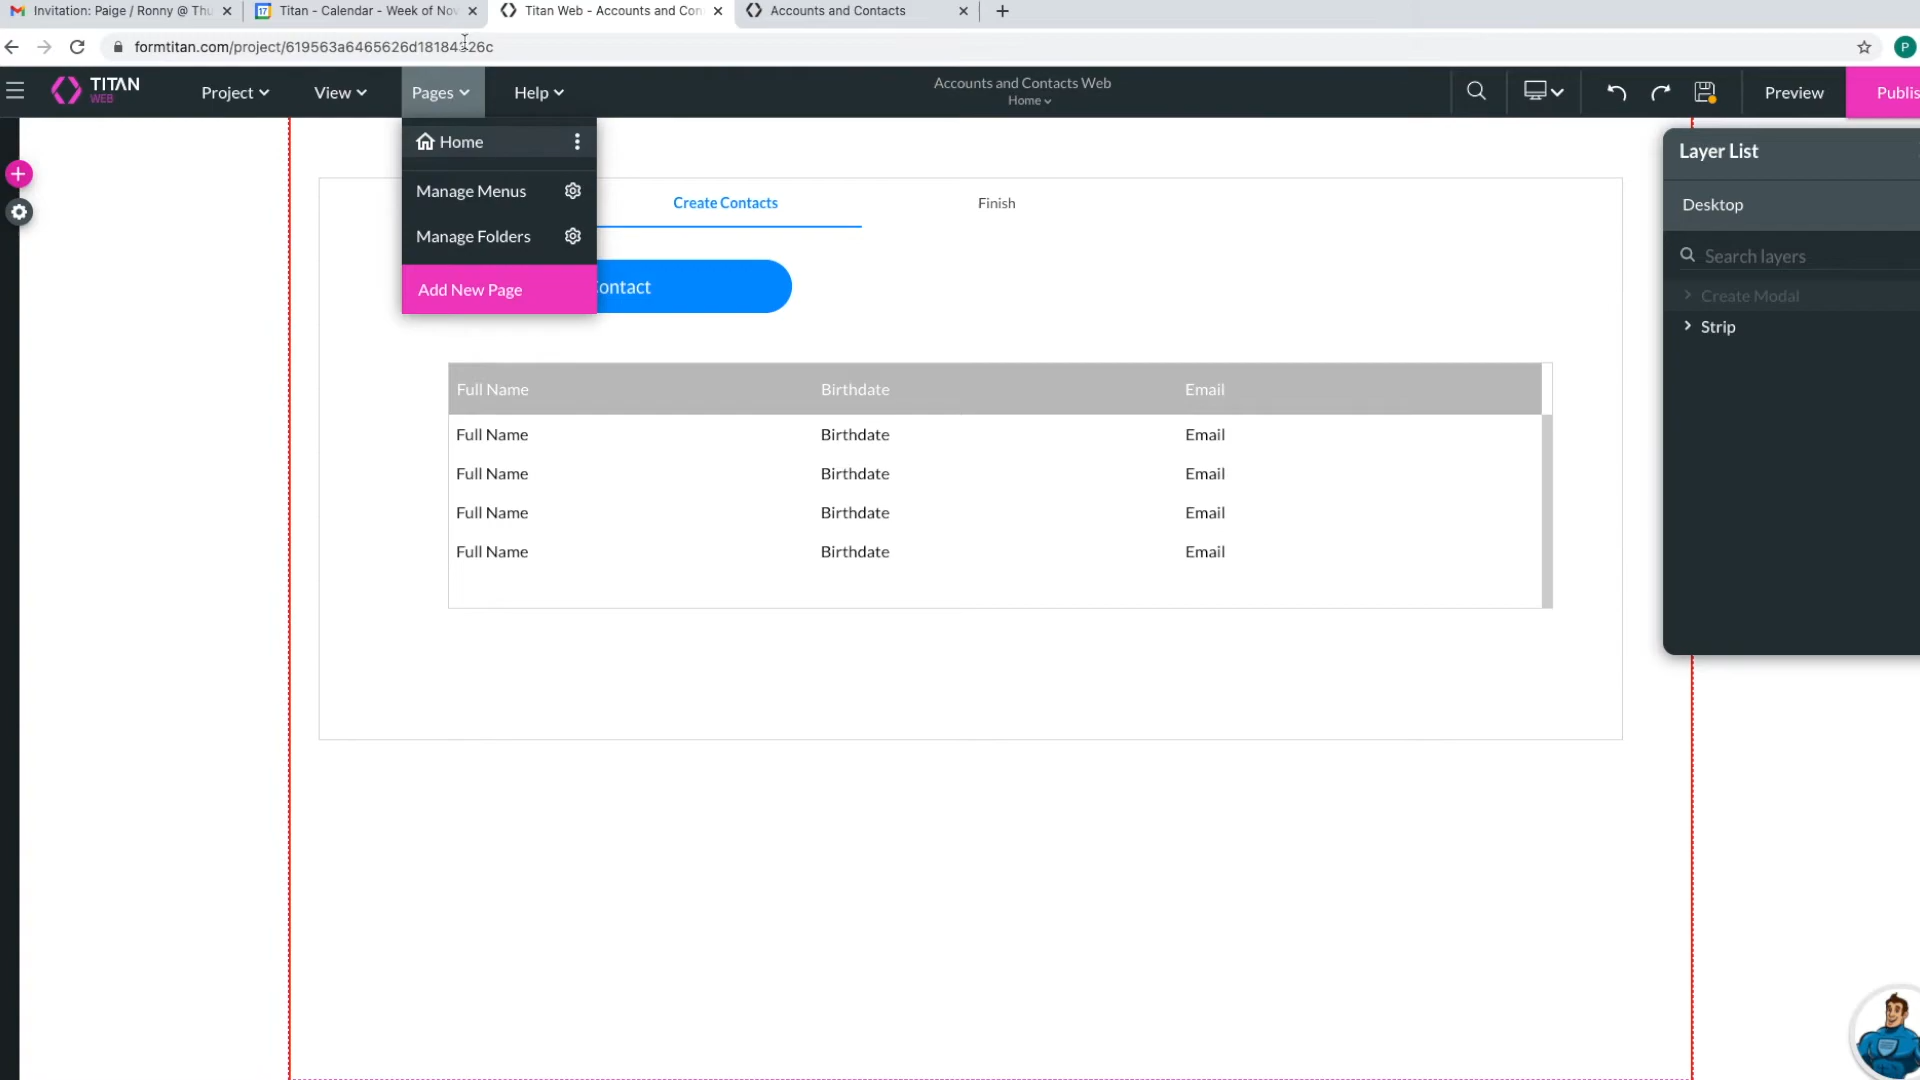 Invitation: Paige / Ronny @ Thu
17
Titan - Calendar - Week of Nov
Titan Web - Accounts and Con
Accounts and Contacts
formtitan.com/project/619563a6465626d18184326c
P
TITAN
WEB
Project
View
Pages
Help
Accounts and Contacts Web
Home
Preview
Publis
Home
Manage Menus
Manage Folders
Add New Page
Create Contacts
Finish
Contact
Full Name Birthdate Email
Full Name Birthdate Email
Full Name Birthdate Email
Full Name Birthdate Email
Full Name Birthdate Email
Layer List
Desktop
Search layers
Create Modal
Strip